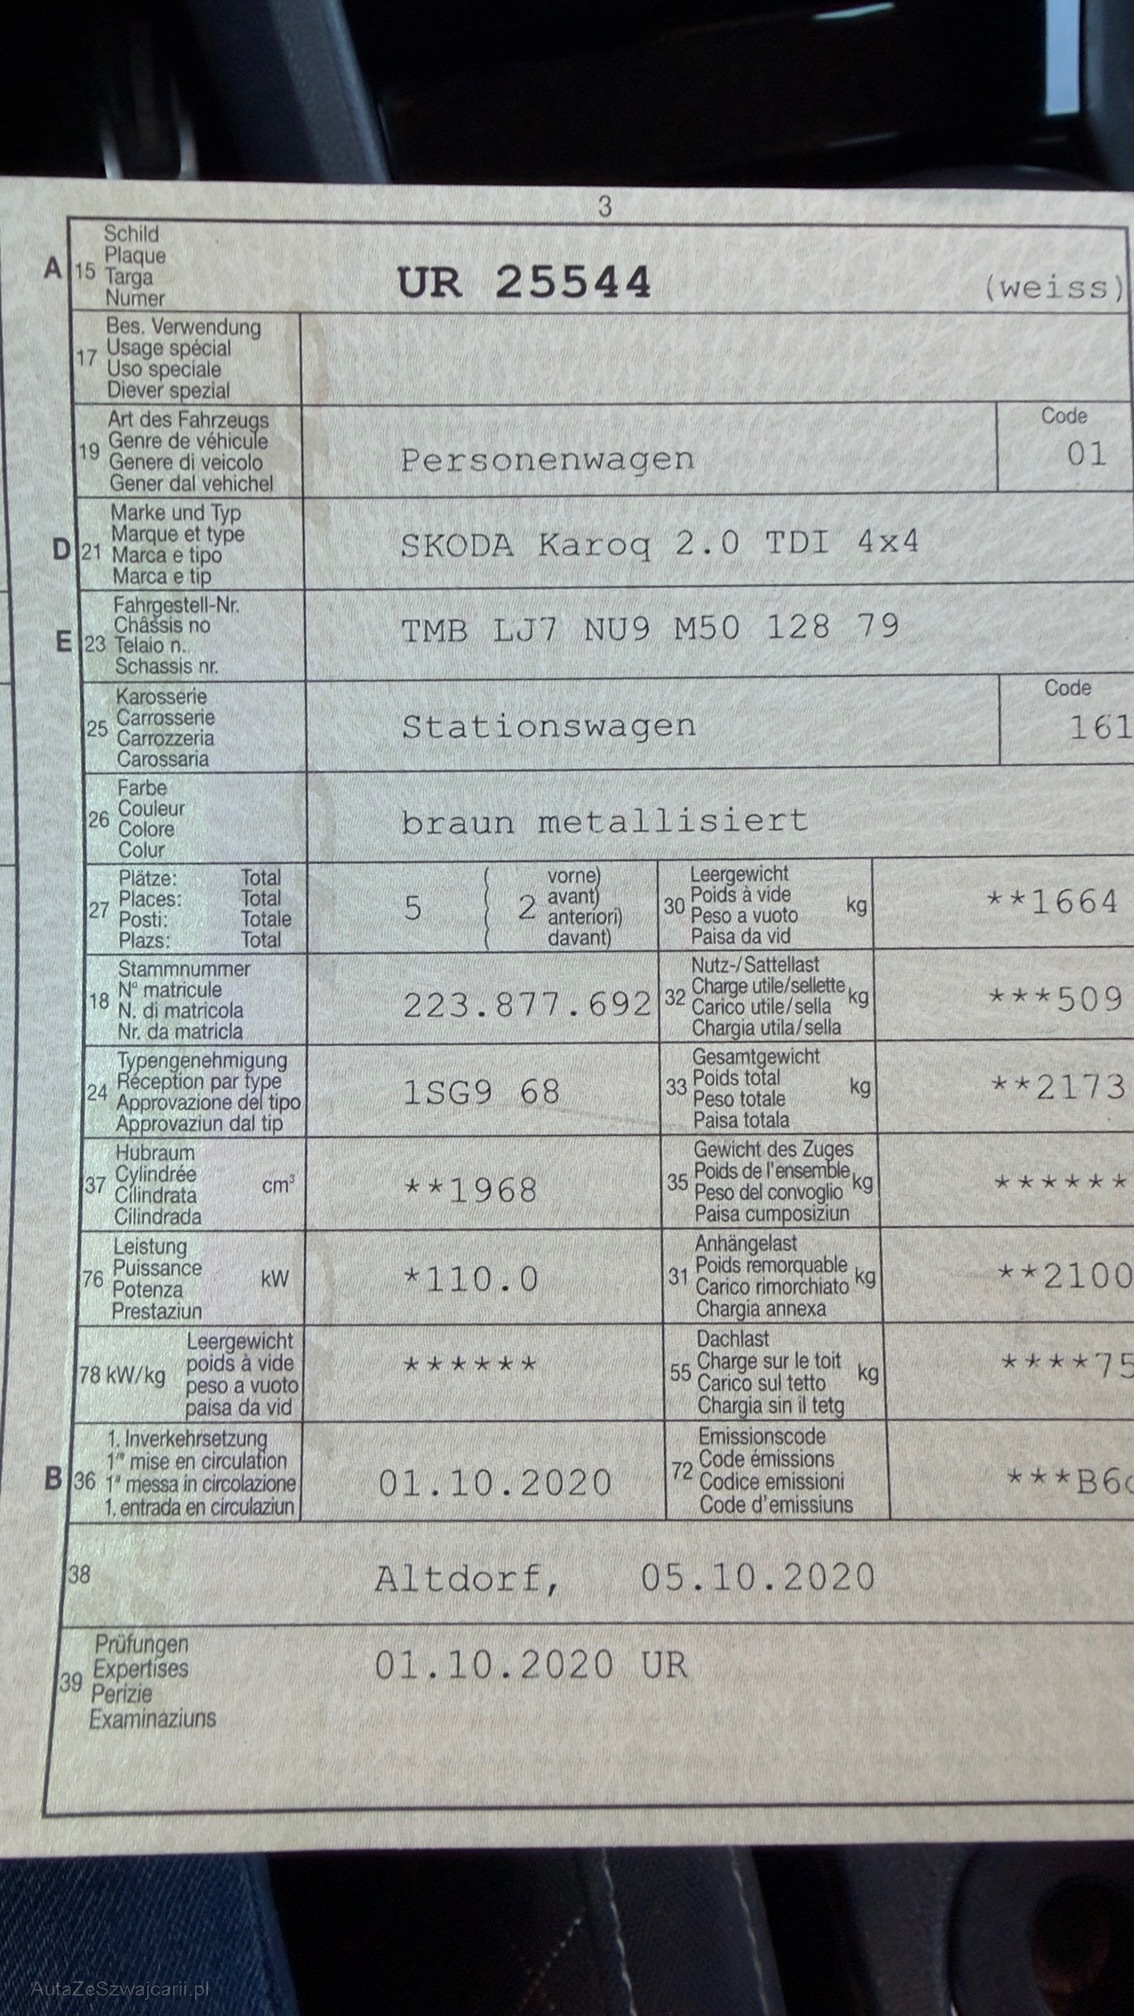 3
A 15 Schild
Plaque
Targa
Numer
UR 25544 (weiss)
17 Bes. Verwendung
Usage spécial
Uso speciale
Diever spezial
19 Art des Fahrzeugs
Genre de véhicule
Genere di veicolo
Gener dal vehichel
Personenwagen
Code
01
D 21 Marke und Typ
Marque et type
Marca e tipo
Marca e tip
SKODA Karoq 2.0 TDI 4x4
E 23 Fahrgestell-Nr.
Châssis no
Telaio n.
Schassis nr.
TMB LJ7 NU9 M50 128 79
25 Karosserie
Carrosserie
Carrozzeria
Carossaria
Stationswagen
Code
161
26 Farbe
Couleur
Colore
Colur
braun metallisiert
27 Plätze: Total
Places: Total
Posti: Totale
Plazs: Total
5 ( 2 vorne)
avant)
anteriori)
davant)
30 Leergewicht
Poids à vide
Peso a vuoto
Paisa da vid
kg
**1664
18 Stammnummer
N° matricule
N. di matricola
Nr. da matricla
223.877.692
32 Nutz-/Sattellast
Charge utile/sellette
Carico utile/sella
Chargia utila/sella
kg
***509
24 Typengenehmigung
Réception par type
Approvazione del tipo
Approvaziun dal tip
1SG9 68
33 Gesamtgewicht
Poids total
Peso totale
Paisa totala
kg
**2173
37 Hubraum
Cylindrée
Cilindrata
Cilindrada
cm³
**1968
35 Gewicht des Zuges
Poids de l'ensemble
Peso del convoglio
Paisa cumposiziun
kg
******
76 Leistung
Puissance
Potenza
Prestaziun
kW
*110.0
31 Anhängelast
Poids remorquable
Carico rimorchiato
Chargia annexa
kg
**2100
78 kW/kg Leergewicht
poids à vide
peso a vuoto
paisa da vid
******
55 Dachlast
Charge sur le toit
Carico sul tetto
Chargia sin il tetg
kg
****75
B 36 1. Inverkehrsetzung
1re mise en circulation
1a messa in circolazione
1. entrada en circulaziun
01.10.2020
72 Emissionscode
Code émissions
Codice emissioni
Code d'emissiuns
***B6
38 Altdorf, 05.10.2020
39 Prüfungen
Expertises
Perizie
Examinaziuns
01.10.2020 UR
AutaZeSzwajcarii.pl